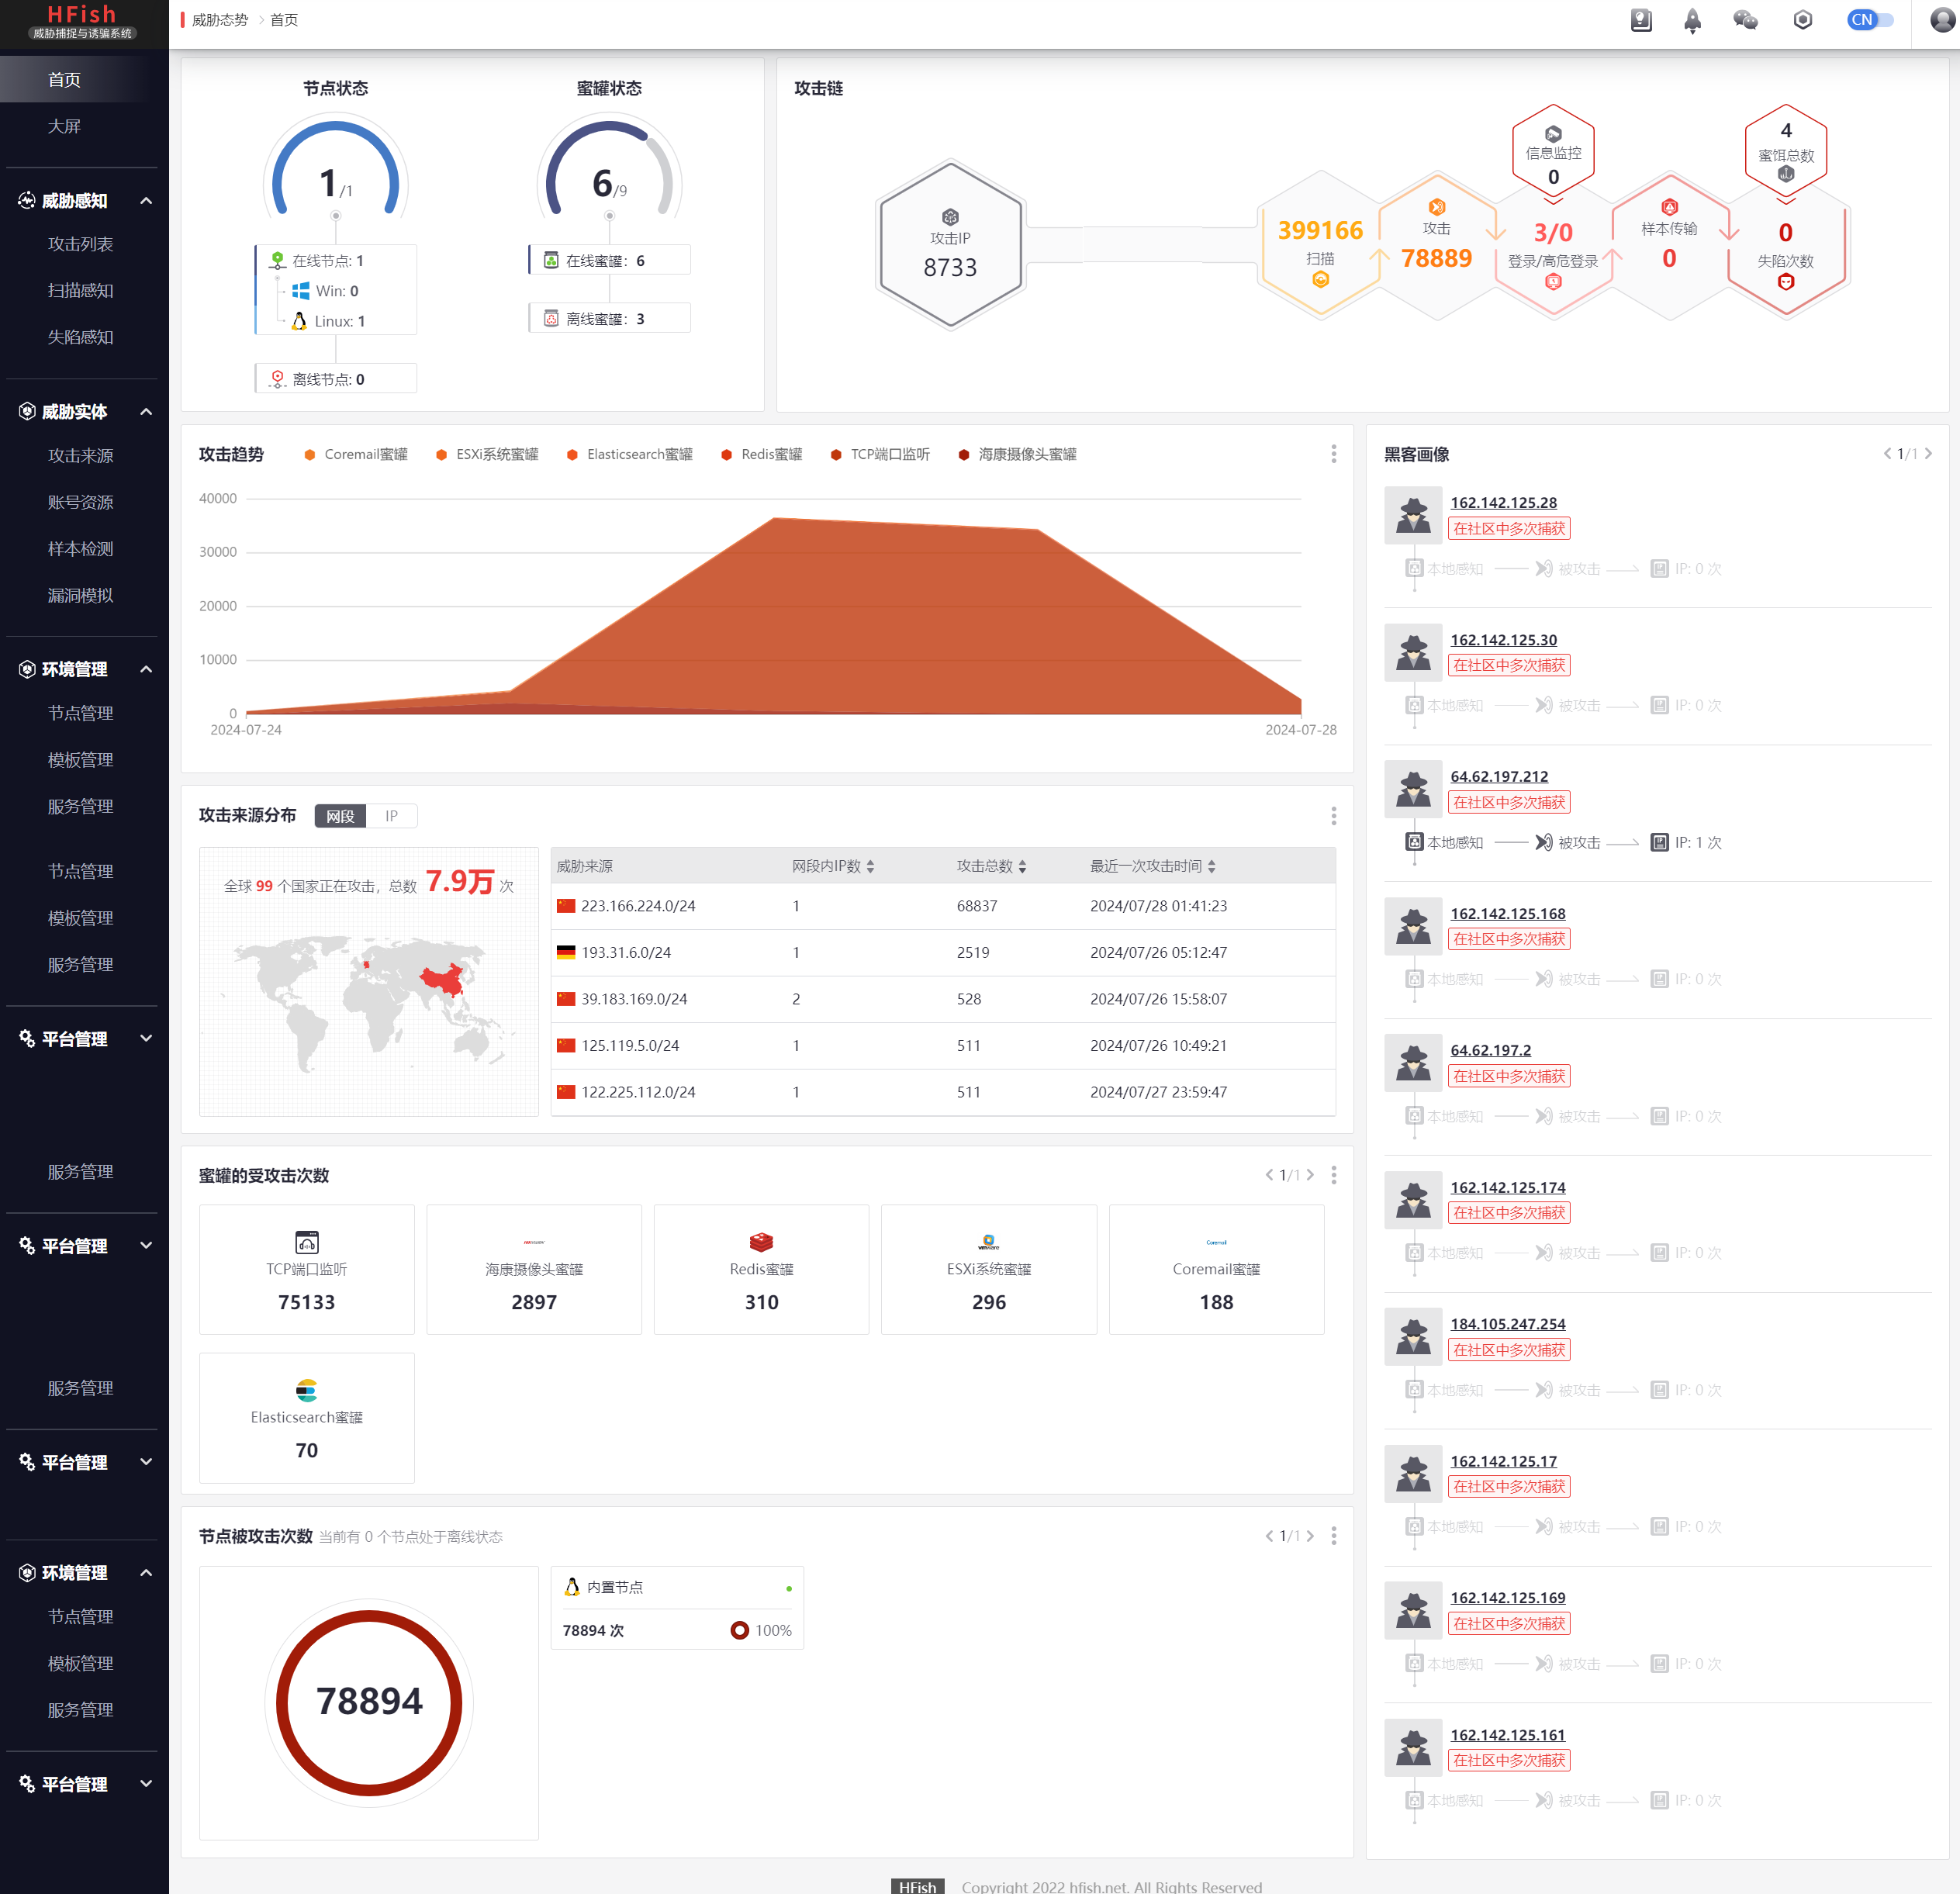 HFish
威胁捕捉与诱骗系统
首页
大屏
威胁感知
攻击列表
扫描感知
失陷感知
威胁实体
攻击来源
账号资源
样本检测
漏洞模拟
环境管理
节点管理
模板管理
服务管理
节点管理
模板管理
服务管理
平台管理
服务管理
平台管理
服务管理
平台管理
环境管理
节点管理
模板管理
服务管理
平台管理
威胁态势 > 首页
CN
节点状态
1/1
在线节点: 1
Win: 0
Linux: 1
离线节点: 0
蜜罐状态
6/9
在线蜜罐: 6
离线蜜罐: 3
攻击链
攻击IP
8733
399166
扫描
攻击
78889
信息监控
0
3/0
登录/高危登录
样本传输
0
4
蜜饵总数
0
失陷次数
攻击趋势 Coremail蜜罐 ESXi系统蜜罐 Elasticsearch蜜罐 Redis蜜罐 TCP端口监听 海康摄像头蜜罐
40000
30000
20000
10000
0
2024-07-24 2024-07-28
攻击来源分布 网段 IP
全球 99 个国家正在攻击，总数 7.9万 次
威胁来源 网段内IP数 攻击总数 最近一次攻击时间
223.166.224.0/24 1 68837 2024/07/28 01:41:23
193.31.6.0/24 1 2519 2024/07/26 05:12:47
39.183.169.0/24 2 528 2024/07/26 15:58:07
125.119.5.0/24 1 511 2024/07/26 10:49:21
122.225.112.0/24 1 511 2024/07/27 23:59:47
蜜罐的受攻击次数 1/1
TCP端口监听
75133
海康摄像头蜜罐
2897
Redis蜜罐
310
vmware
ESXi系统蜜罐
296
Coremail
Coremail蜜罐
188
Elasticsearch蜜罐
70
节点被攻击次数 当前有 0 个节点处于离线状态 1/1
78894
内置节点
78894 次 100%
黑客画像 1/1
162.142.125.28
在社区中多次捕获
本地感知 被攻击 IP: 0 次
162.142.125.30
在社区中多次捕获
本地感知 被攻击 IP: 0 次
64.62.197.212
在社区中多次捕获
本地感知 被攻击 IP: 1 次
162.142.125.168
在社区中多次捕获
本地感知 被攻击 IP: 0 次
64.62.197.2
在社区中多次捕获
本地感知 被攻击 IP: 0 次
162.142.125.174
在社区中多次捕获
本地感知 被攻击 IP: 0 次
184.105.247.254
在社区中多次捕获
本地感知 被攻击 IP: 0 次
162.142.125.17
在社区中多次捕获
本地感知 被攻击 IP: 0 次
162.142.125.169
在社区中多次捕获
本地感知 被攻击 IP: 0 次
162.142.125.161
在社区中多次捕获
本地感知 被攻击 IP: 0 次
HFish Copyright 2022 hfish.net. All Rights Reserved